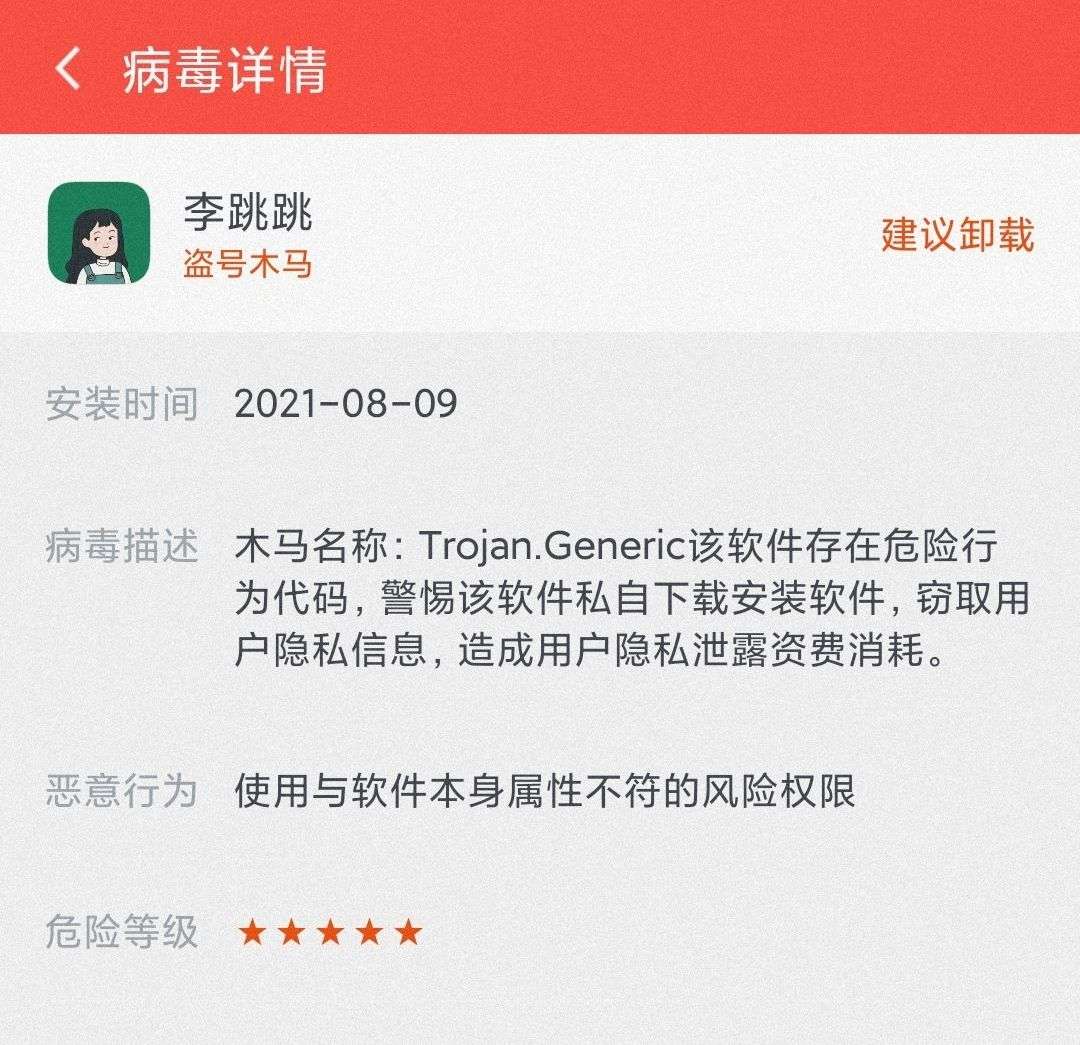 病毒详情
李跳跳
盗号木马
建议卸载
安装时间 2021-08-09
病毒描述 木马名称：Trojan.Generic该软件存在危险行
为代码，警惕该软件私自下载安装软件，窃取用
户隐私信息，造成用户隐私泄露资费消耗。
恶意行为 使用与软件本身属性不符的风险权限
危险等级 ★★★★★